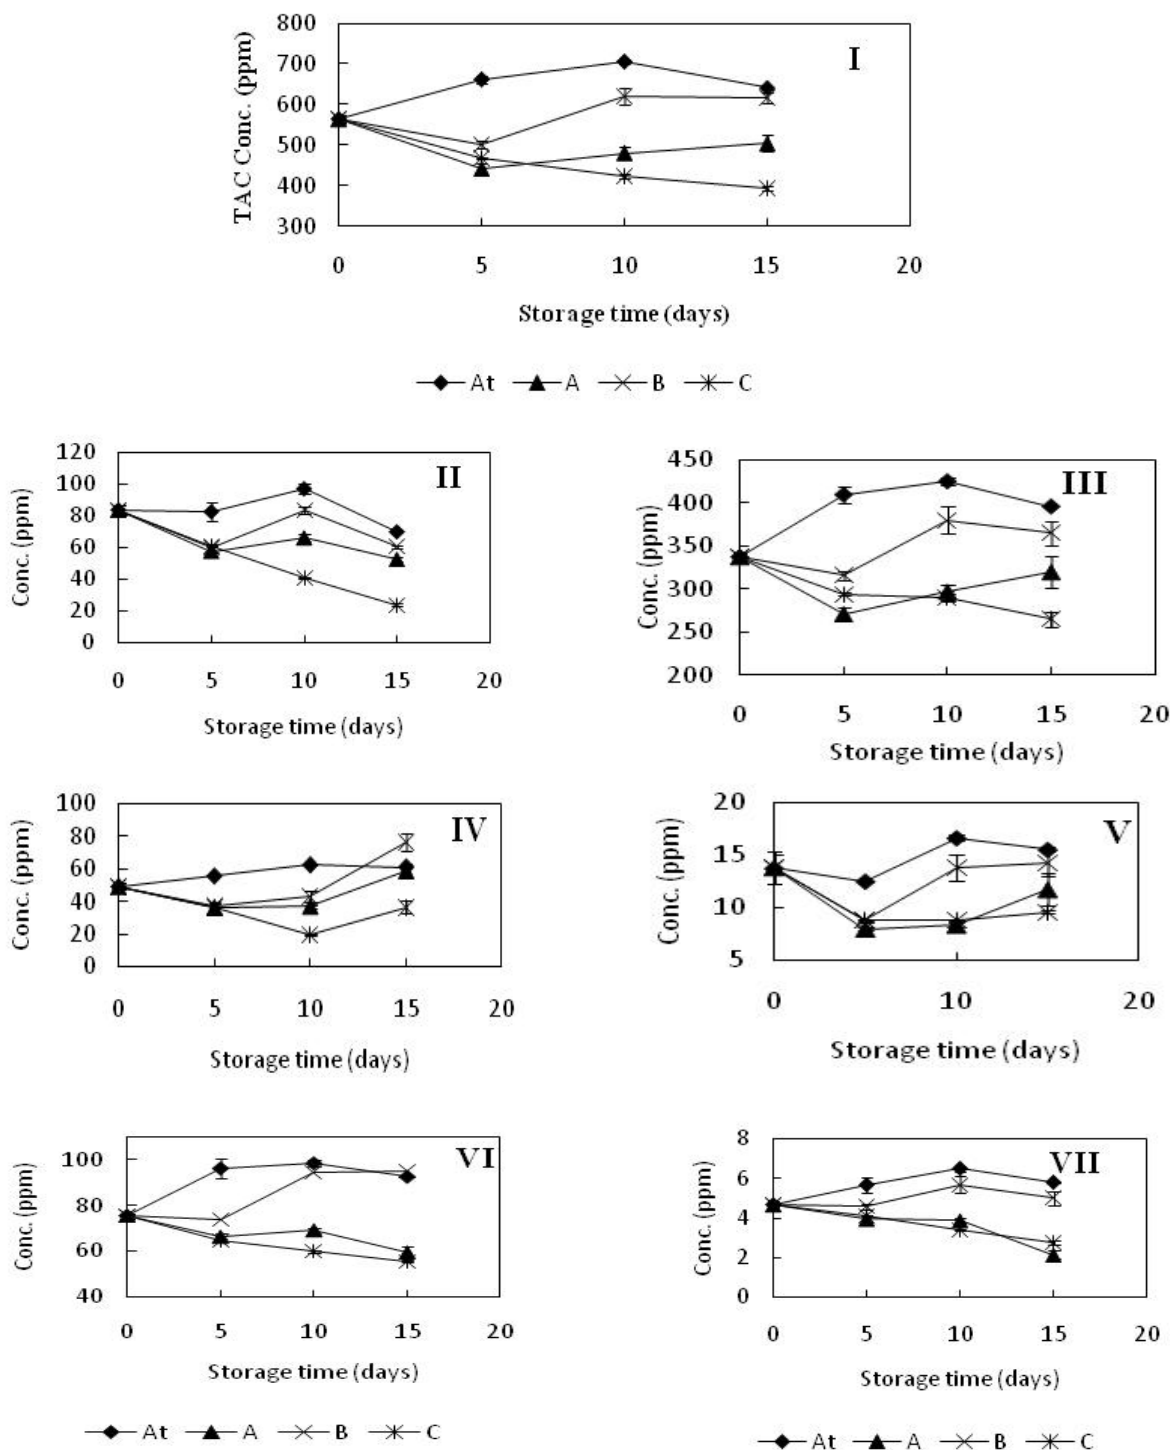 I
TAC Conc. (ppm)
800
700
600
500
400
300
0 5 10 15 20
Storage time (days)
At A B C
II
Conc. (ppm)
120
100
80
60
40
20
0
0 5 10 15 20
Storage time (days)
III
Conc. (ppm)
450
400
350
300
250
200
0 5 10 15 20
Storage time (days)
IV
Conc. (ppm)
100
80
60
40
20
0
0 5 10 15 20
Storage time (days)
V
Conc. (ppm)
20
15
10
5
0 10 20
Storage time (days)
VI
Conc. (ppm)
100
80
60
40
0 5 10 15 20
Storage time (days)
At A B C
VII
Conc. (ppm)
8
6
4
2
0
0 5 10 15 20
Storage time (days)
At A B C